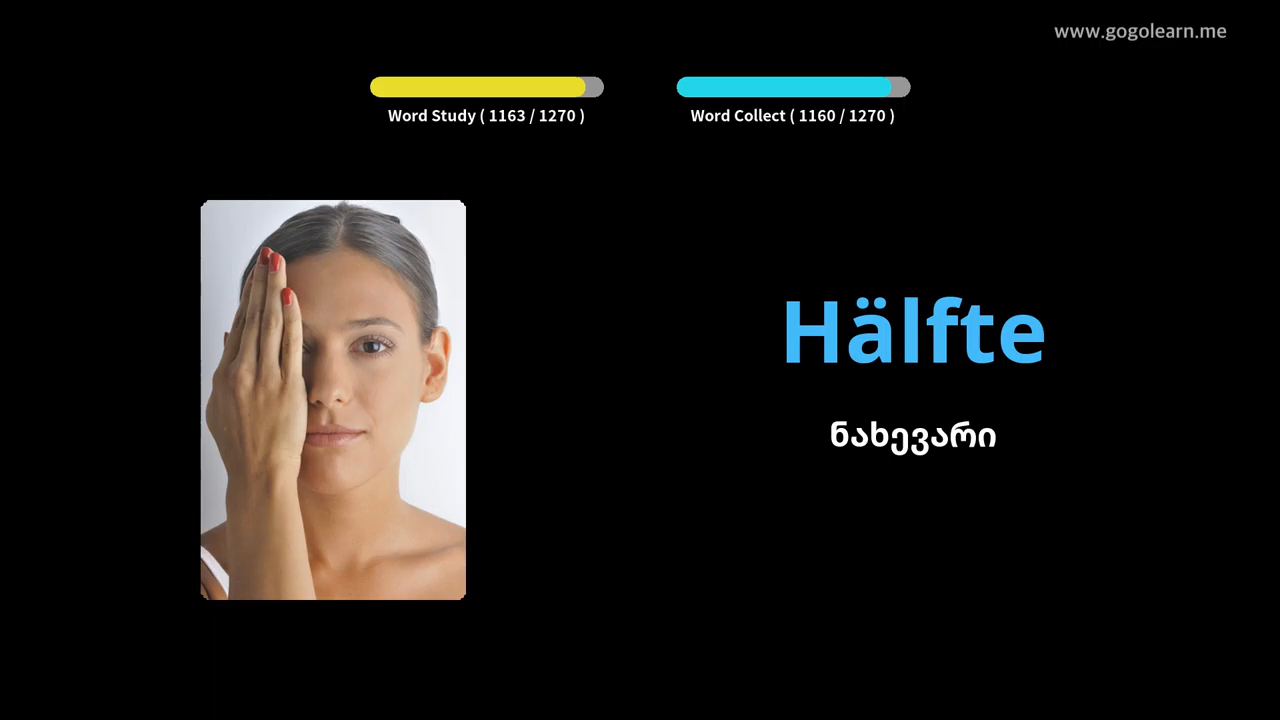 www.gogolearn.me
Word Study ( 1163 / 1270 )
Word Collect ( 1160 / 1270 )
Hälfte
ნახევარი